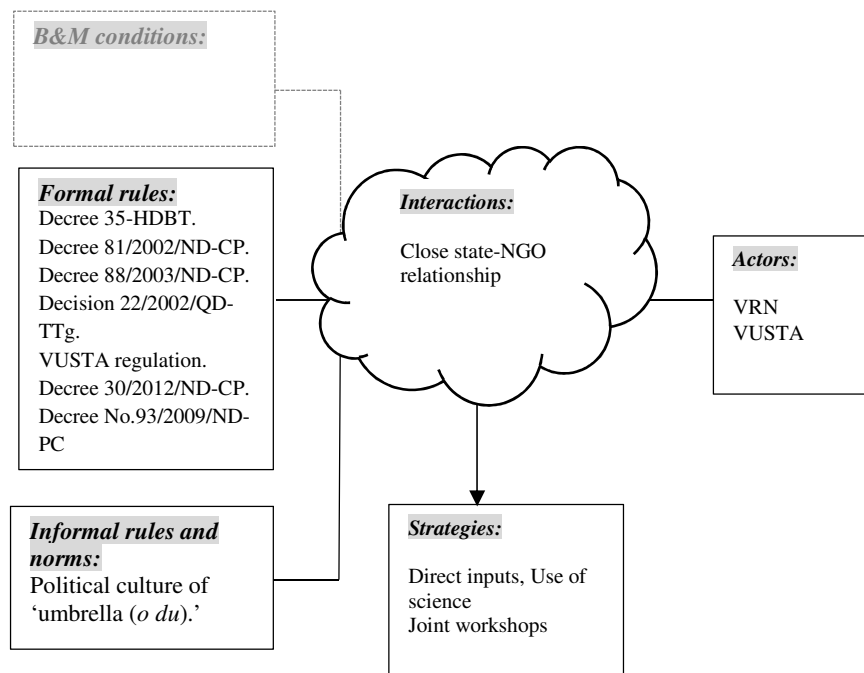 B&M conditions:
Formal rules:
Decree 35-HDBT.
Decree 81/2002/ND-CP.
Decree 88/2003/ND-CP.
Decision 22/2002/QD-
TTg.
VUSTA regulation.
Decree 30/2012/ND-CP.
Decree No.93/2009/ND-
PC
Informal rules and
norms:
Political culture of
‘umbrella (o du).’
Interactions:
Close state-NGO
relationship
Strategies:
Direct inputs, Use of
science
Joint workshops
Actors:
VRN
VUSTA